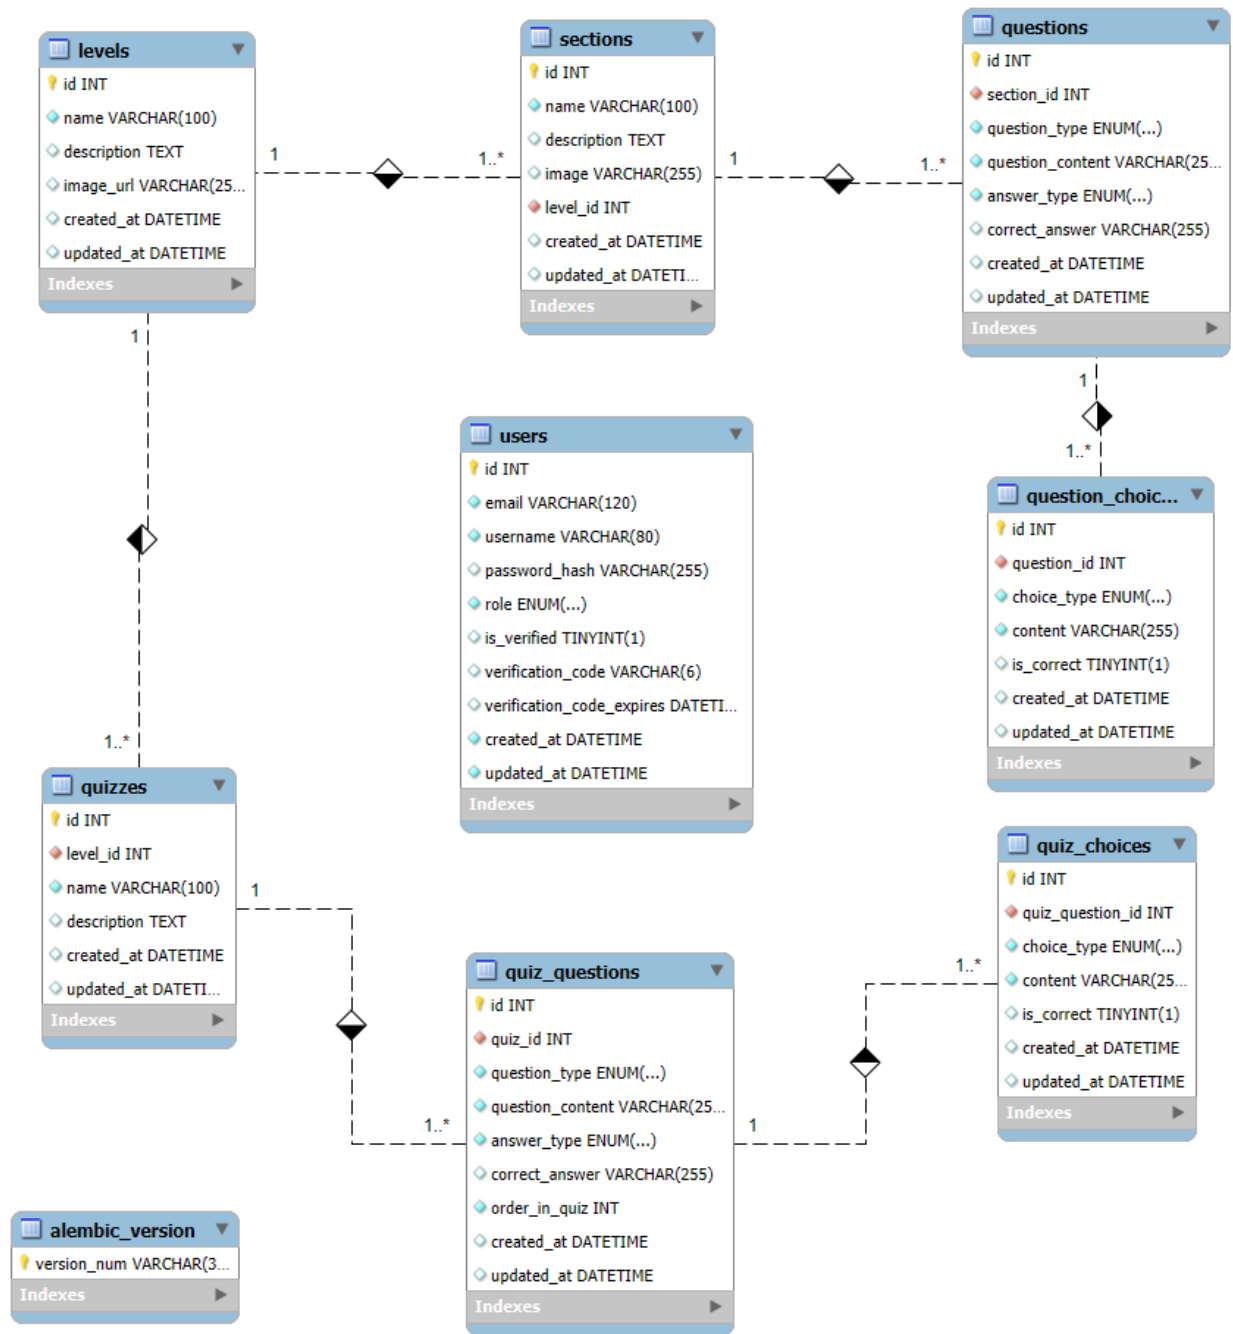 levels
id INT
name VARCHAR(100)
description TEXT
image_url VARCHAR(25...
created_at DATETIME
updated_at DATETIME
Indexes
1
1..*
sections
id INT
name VARCHAR(100)
description TEXT
image VARCHAR(255)
level_id INT
created_at DATETIME
updated_at DATETI...
Indexes
1
1..*
questions
id INT
section_id INT
question_type ENUM(...)
question_content VARCHAR(25...
answer_type ENUM(...)
correct_answer VARCHAR(255)
created_at DATETIME
updated_at DATETIME
Indexes
1
1..*
1
1..*
users
id INT
email VARCHAR(120)
username VARCHAR(80)
password_hash VARCHAR(255)
role ENUM(...)
is_verified TINYINT(1)
verification_code VARCHAR(6)
verification_code_expires DATETI...
created_at DATETIME
updated_at DATETIME
Indexes
question_choic...
id INT
question_id INT
choice_type ENUM(...)
content VARCHAR(255)
is_correct TINYINT(1)
created_at DATETIME
updated_at DATETIME
Indexes
quizzes
id INT
level_id INT
name VARCHAR(100)
description TEXT
created_at DATETIME
updated_at DATETI...
Indexes
1
1..*
quiz_questions
id INT
quiz_id INT
question_type ENUM(...)
question_content VARCHAR(25...
answer_type ENUM(...)
correct_answer VARCHAR(255)
order_in_quiz INT
created_at DATETIME
updated_at DATETIME
Indexes
1
1..*
quiz_choices
id INT
quiz_question_id INT
choice_type ENUM(...)
content VARCHAR(25...
is_correct TINYINT(1)
created_at DATETIME
updated_at DATETIME
Indexes
alembic_version
version_num VARCHAR(3...
Indexes